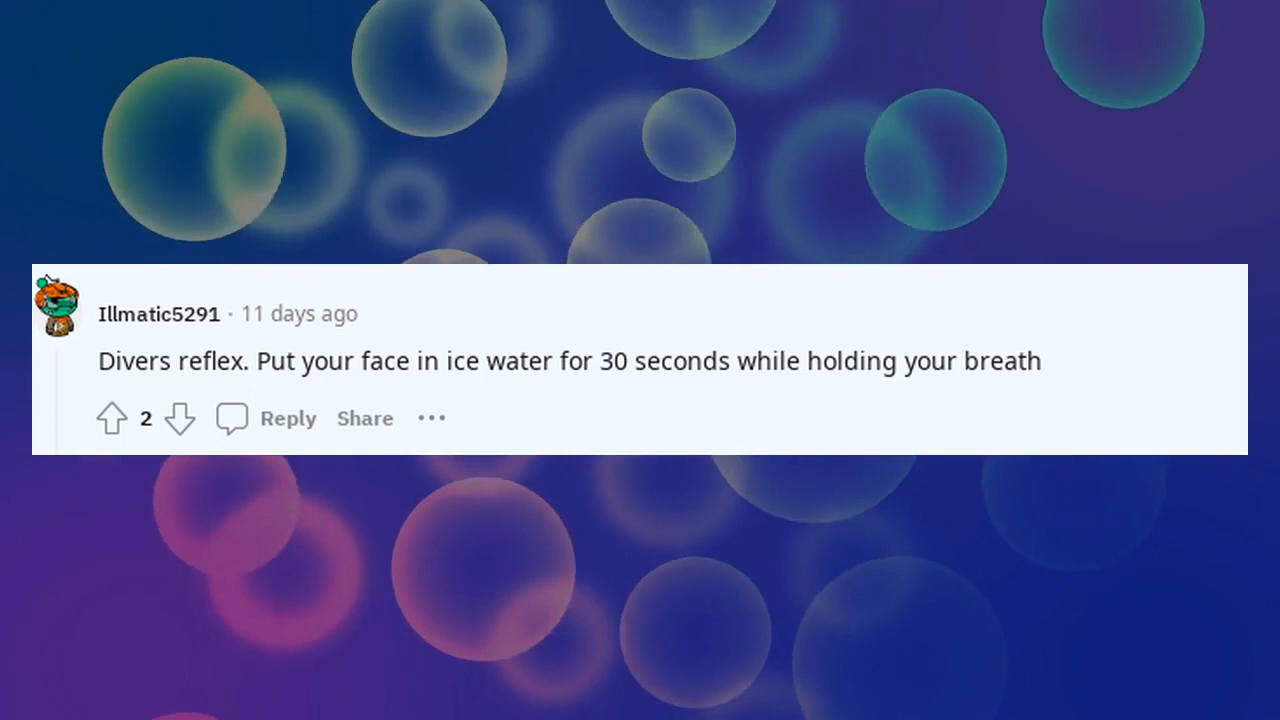 Illmatic5291 · 11 days ago
Divers reflex. Put your face in ice water for 30 seconds while holding your breath
2 Reply Share •••